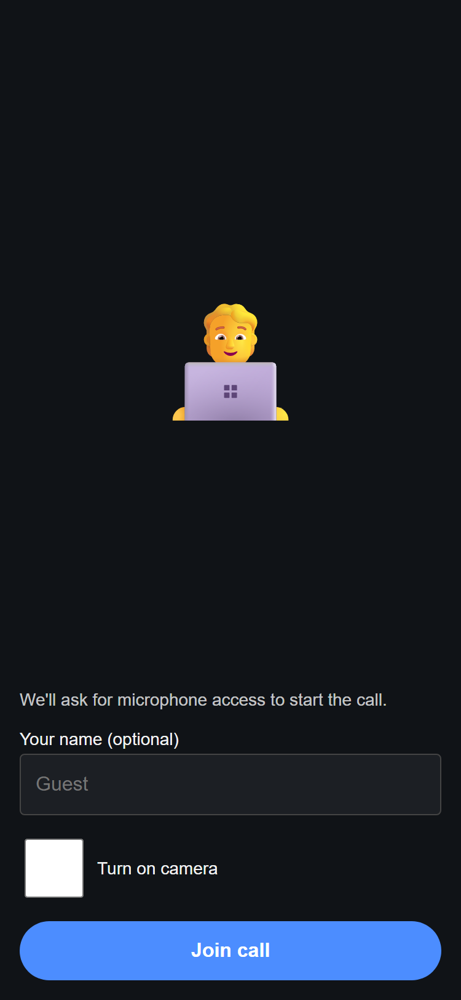 We'll ask for microphone access to start the call.
Your name (optional)
Guest
Turn on camera
Join call